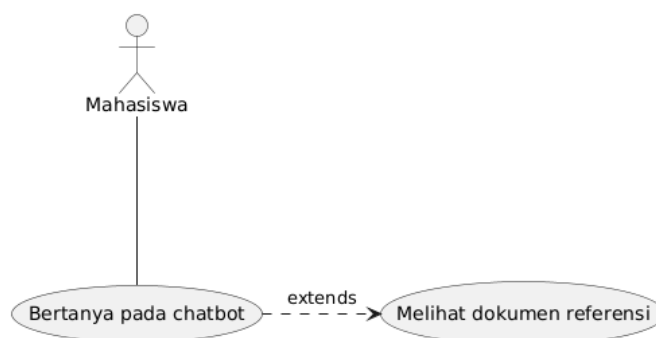 Mahasiswa
extends
Bertanya pada chatbot
Melihat dokumen referensi